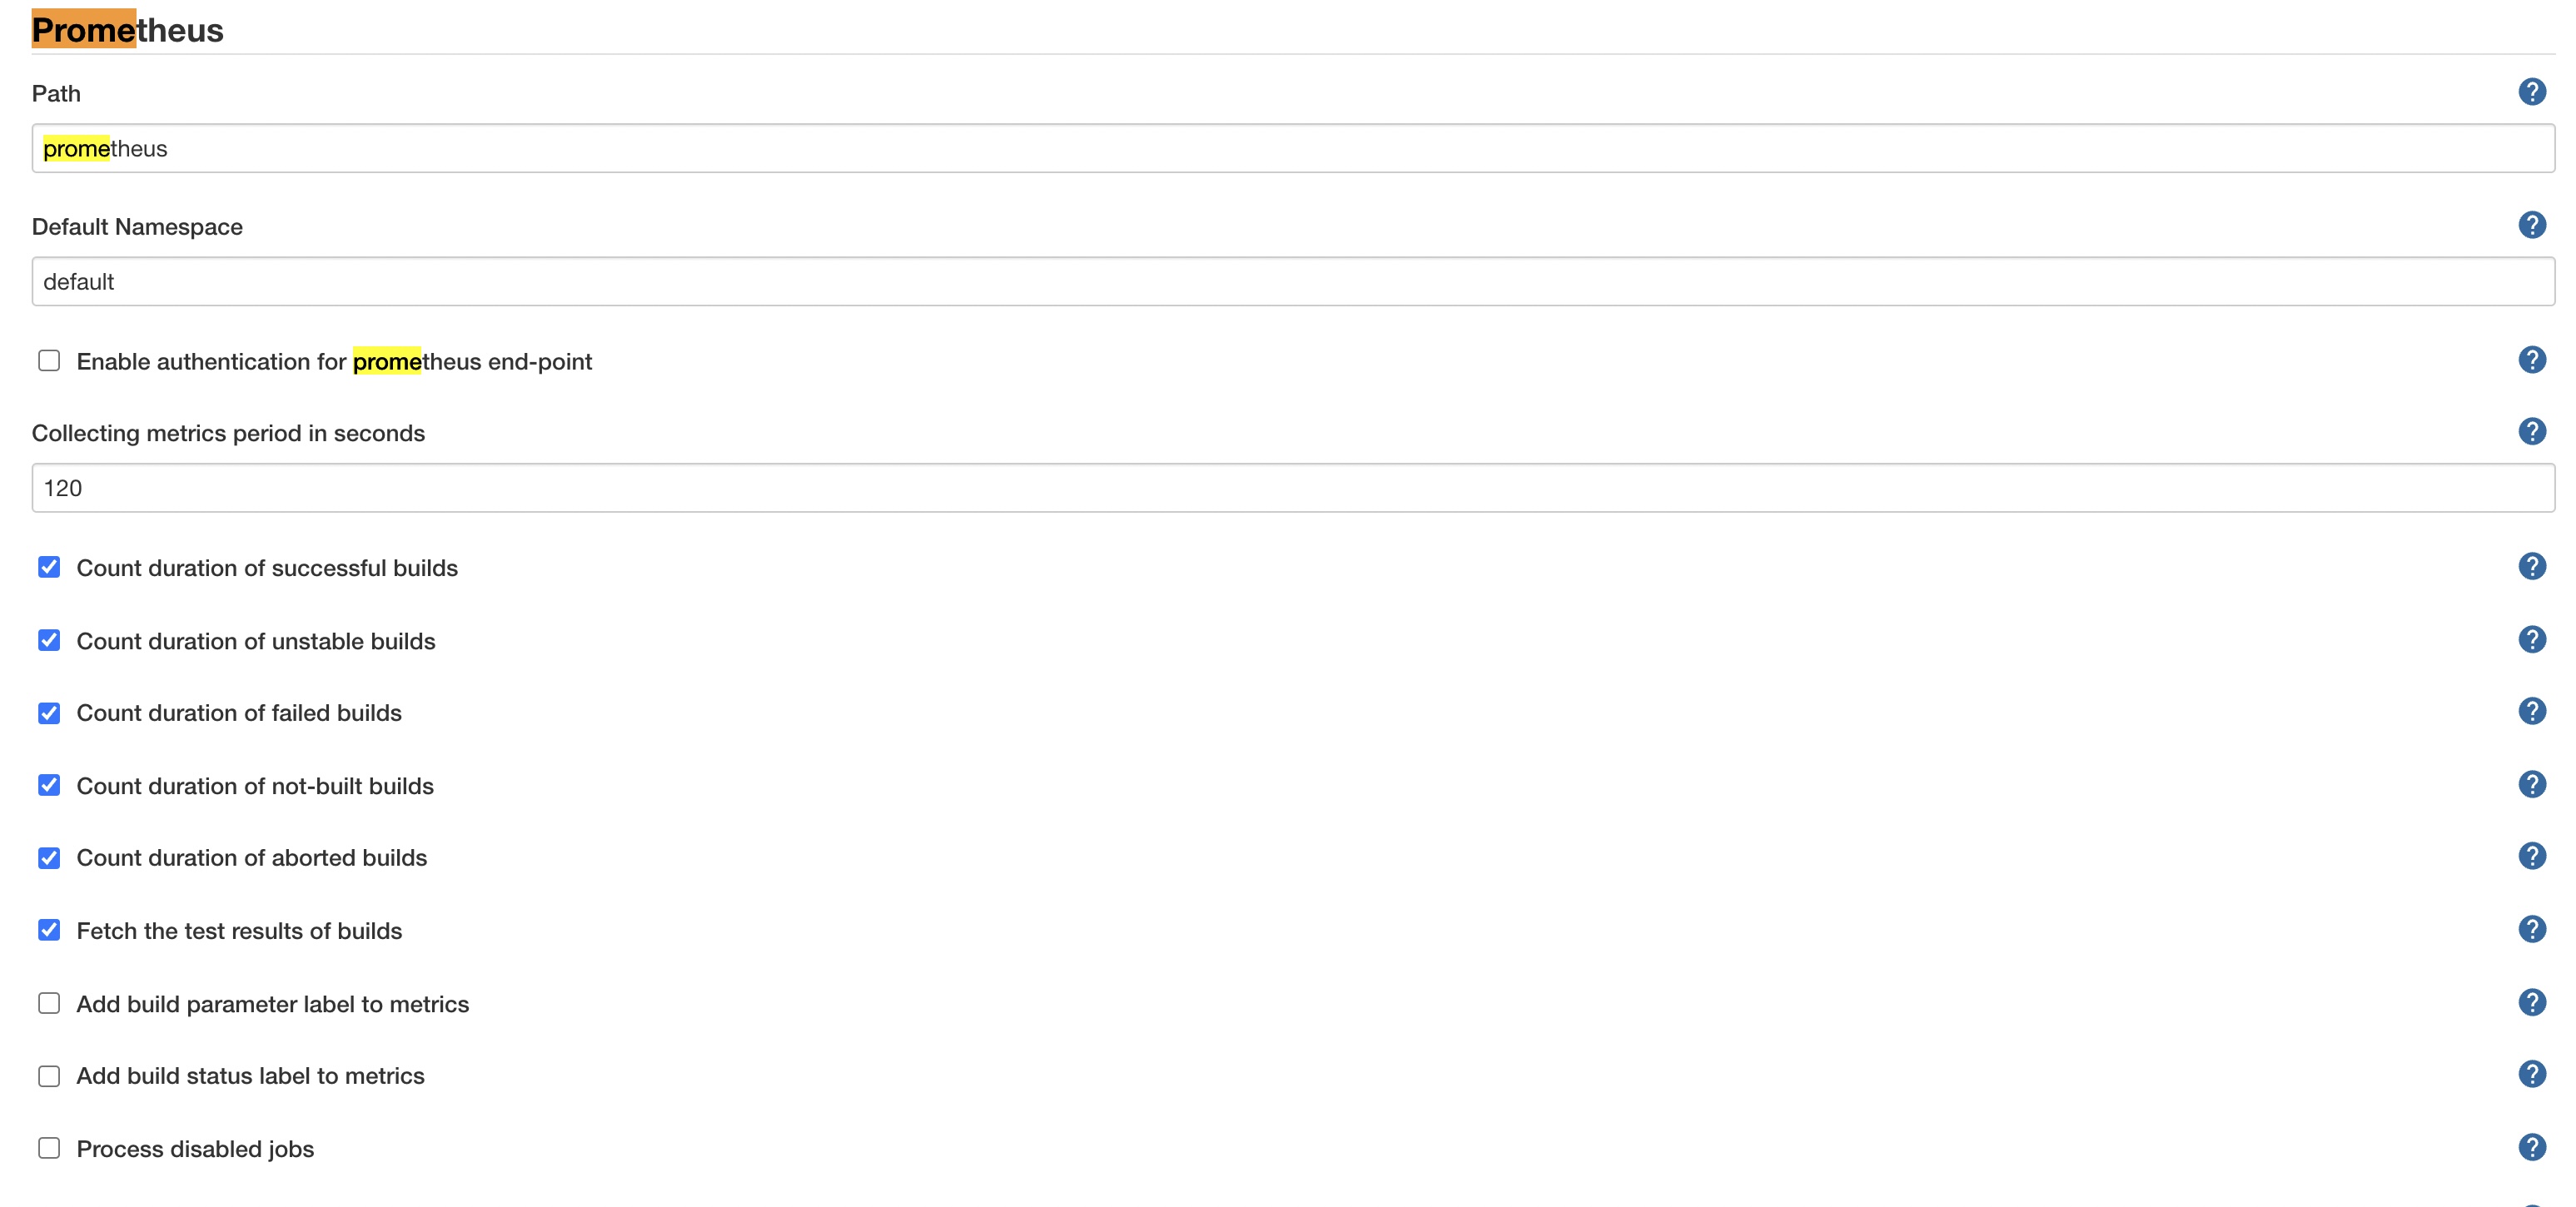 Prometheus
Path
prometheus
Default Namespace
default
Enable authentication for prometheus end-point
Collecting metrics period in seconds
120
Count duration of successful builds
Count duration of unstable builds
Count duration of failed builds
Count duration of not-built builds
Count duration of aborted builds
Fetch the test results of builds
Add build parameter label to metrics
Add build status label to metrics
Process disabled jobs